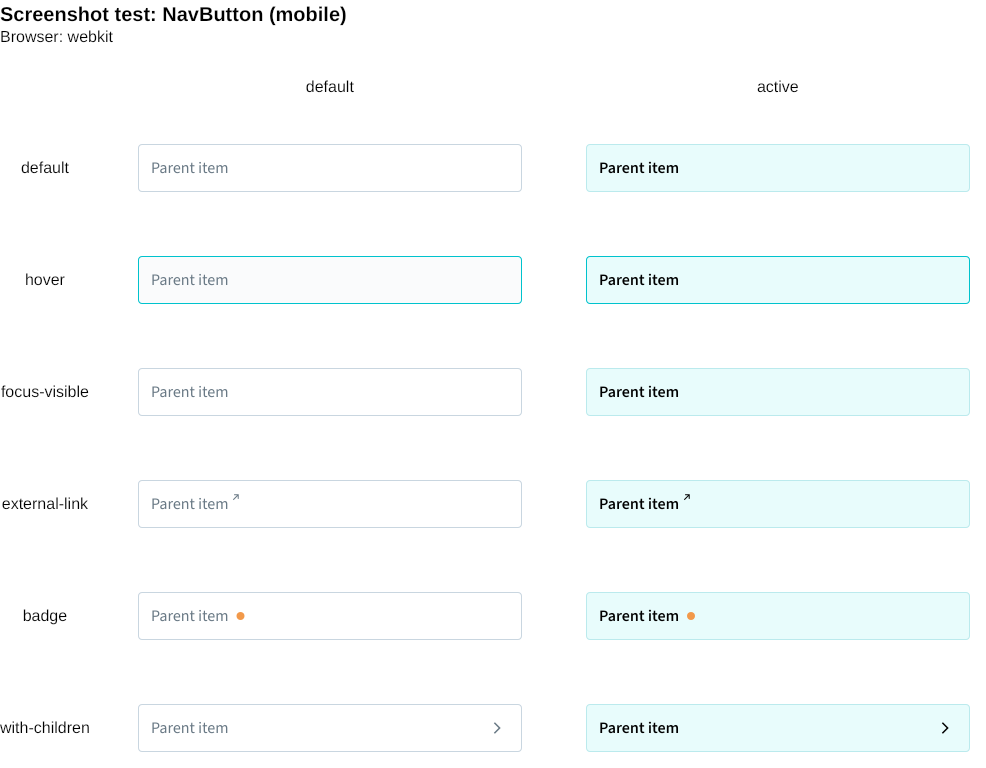 Screenshot test: NavButton (mobile)
Browser: webkit
default active
default Parent item Parent item
hover Parent item Parent item
focus-visible Parent item Parent item
external-link Parent item Parent item
badge Parent item Parent item
with-children Parent item Parent item